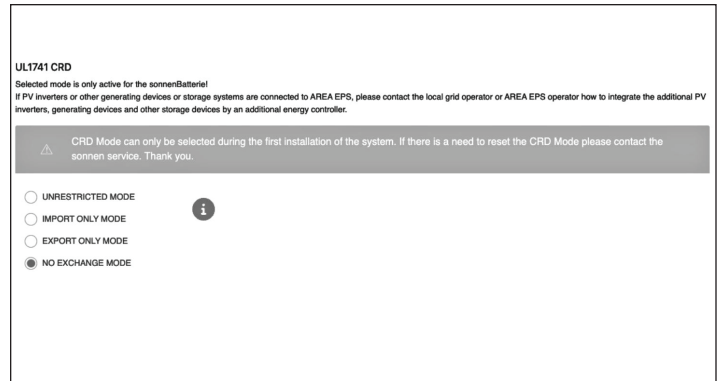 UL1741 CRD
Selected mode is only active for the sonnenBatterie!
If PV inverters or other generating devices or storage systems are connected to AREA EPS, please contact the local grid operator or AREA EPS operator how to integrate the additional PV
inverters, generating devices and other storage devices by an additional energy controller.
CRD Mode can only be selected during the first installation of the system. If there is a need to reset the CRD Mode please contact the
sonnen service. Thank you.
UNRESTRICTED MODE
IMPORT ONLY MODE
EXPORT ONLY MODE
NO EXCHANGE MODE